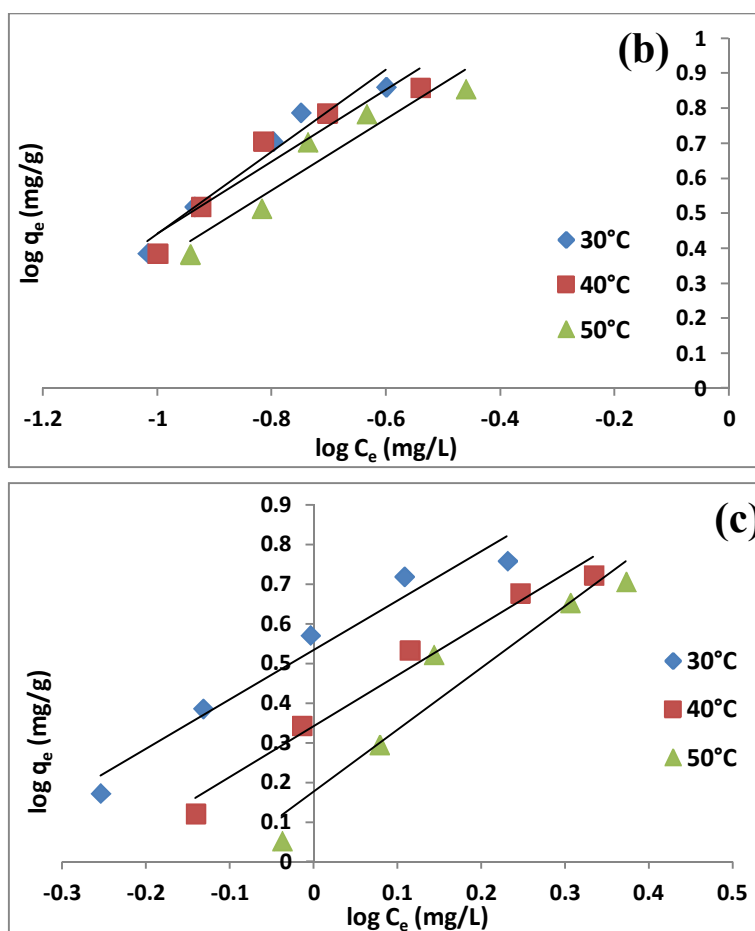 (b)
1
0.9
0.8
0.7
0.6
0.5
0.4
0.3
0.2
0.1
0
log qe (mg/g)
30°C
40°C
50°C
-1.2 -1 -0.8 -0.6 -0.4 -0.2 0
log Ce (mg/L)
(c)
0.9
0.8
0.7
0.6
0.5
0.4
0.3
0.2
0.1
0
log qe (mg/g)
30°C
40°C
50°C
-0.3 -0.2 -0.1 0 0.1 0.2 0.3 0.4 0.5
log Ce (mg/L)